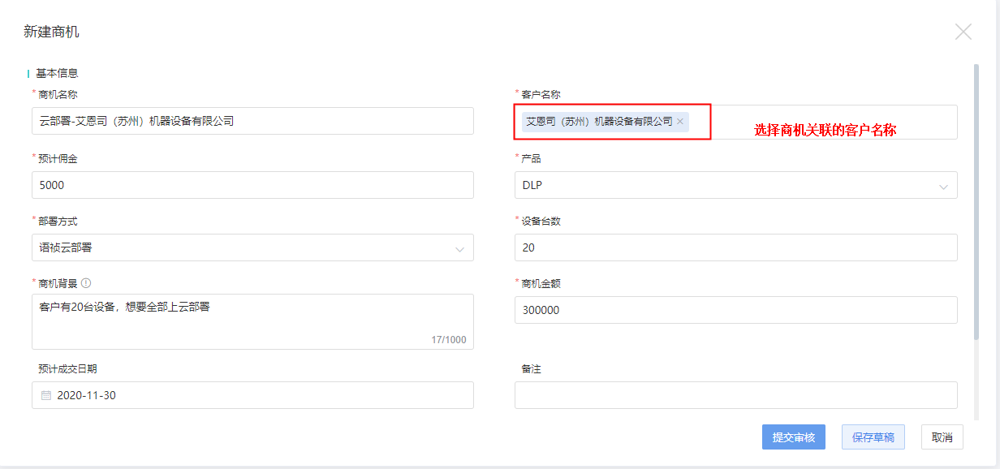 新建商机
基本信息
*商机名称
*客户名称
云部署-艾恩司（苏州）机器设备有限公司
艾恩司（苏州）机器设备有限公司 ×
选择商机关联的客户名称
*预计佣金
*产品
5000
DLP
*部署方式
*设备台数
语祯云部署
20
*商机背景
*商机金额
客户有20台设备，想要全部上云部署
17/1000
300000
预计成交日期
备注
2020-11-30
提交审核
保存草稿
取消